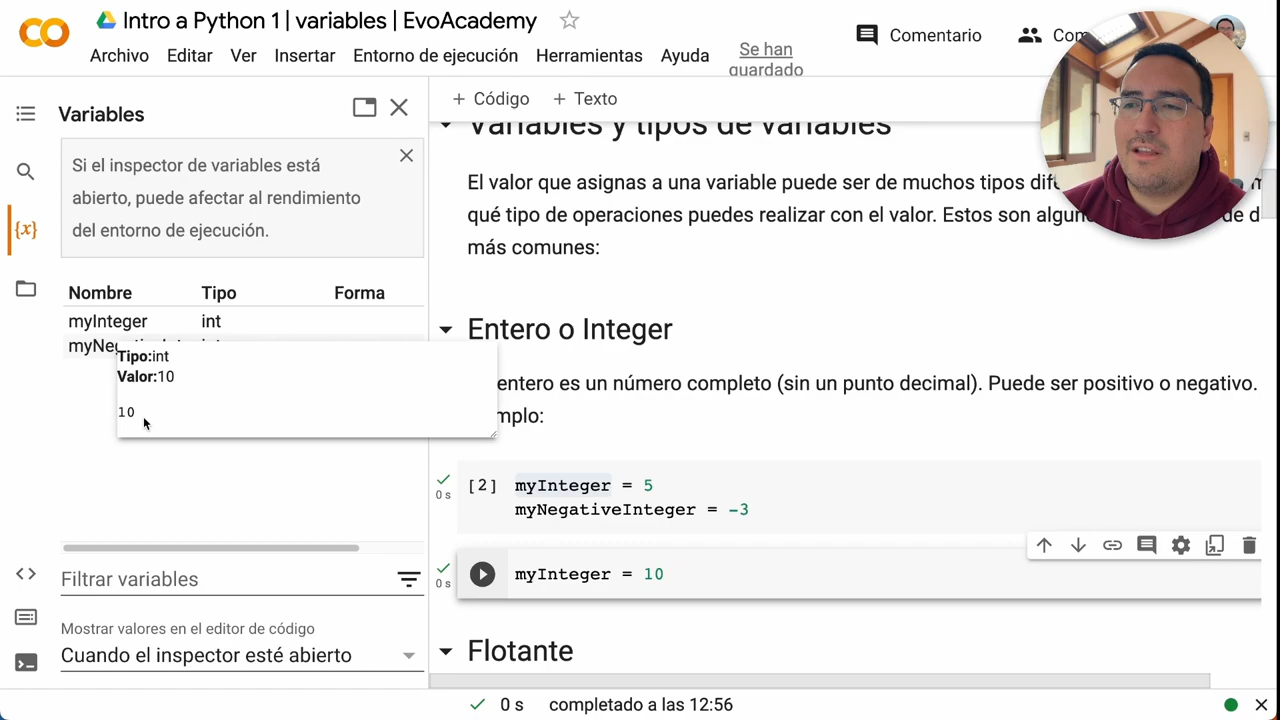 Intro a Python 1 | variables | EvoAcademy
Archivo Editar Ver Insertar Entorno de ejecución Herramientas Ayuda Se han guardado
Comentario
Variables
Si el inspector de variables está
abierto, puede afectar al rendimiento
del entorno de ejecución.
Nombre Tipo Forma
myInteger int
Tipo:int
Valor:10
10
Filtrar variables
Mostrar valores en el editor de código
Cuando el inspector esté abierto
+ Código + Texto
Variables y tipos de variables
El valor que asignas a una variable puede ser de muchos tipos
qué tipo de operaciones puedes realizar con el valor. Estos son
más comunes:
Entero o Integer
entero es un número completo (sin un punto decimal). Puede ser positivo o negativo.
[2] myInteger = 5
myNegativeInteger = -3
0 s
myInteger = 10
0 s
Flotante
0 s completado a las 12:56